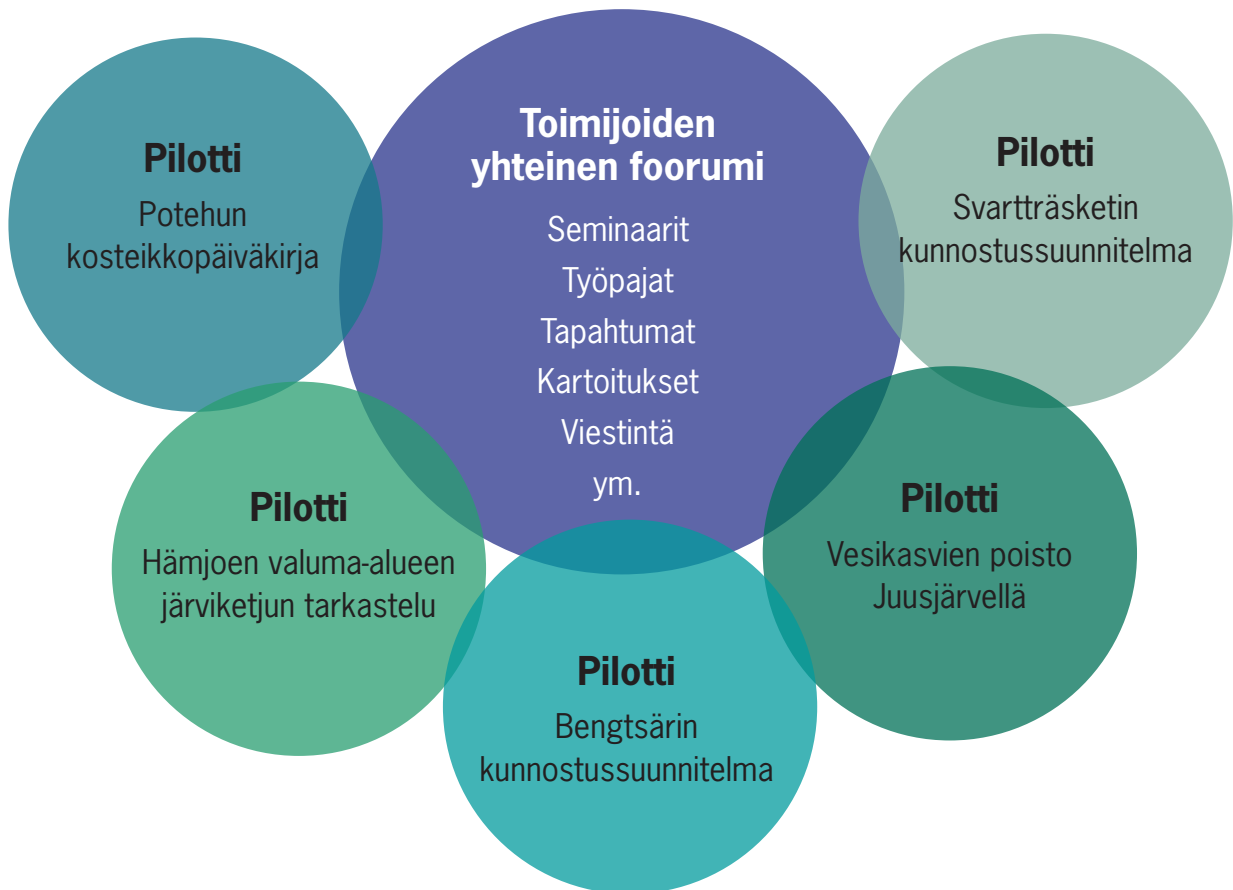 Toimijoiden
yhteinen foorumi
Seminaarit
Työpajat
Tapahtumat
Kartoitukset
Viestintä
ym.
Pilotti
Potehun
kosteikkopäiväkirja
Pilotti
Svartträsketin
kunnostussuunnitelma
Pilotti
Hämjoen valuma-alueen
järviketjun tarkastelu
Pilotti
Vesikasvien poisto
Juusjärvellä
Pilotti
Bengtsärin
kunnostussuunnitelma